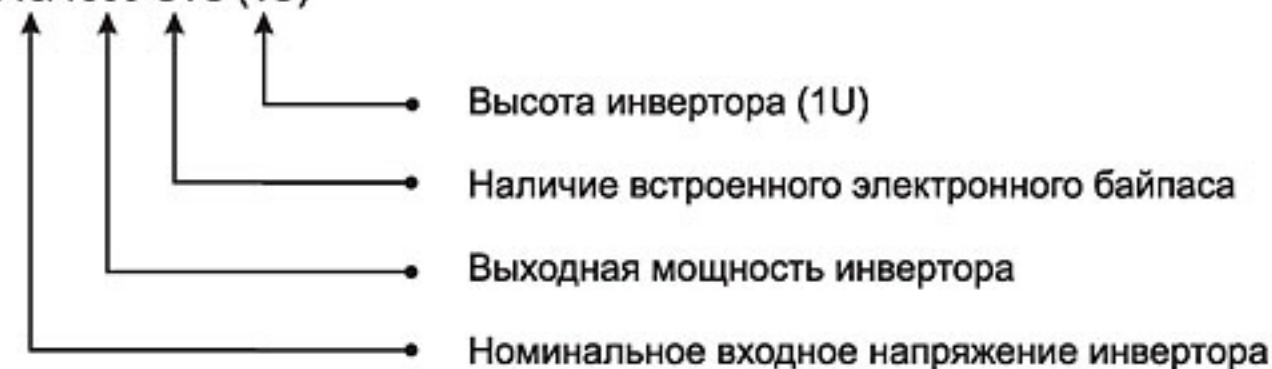 Высота инвертора (1U)
Наличие встроенного электронного байпаса
Выходная мощность инвертора
Номинальное входное напряжение инвертора